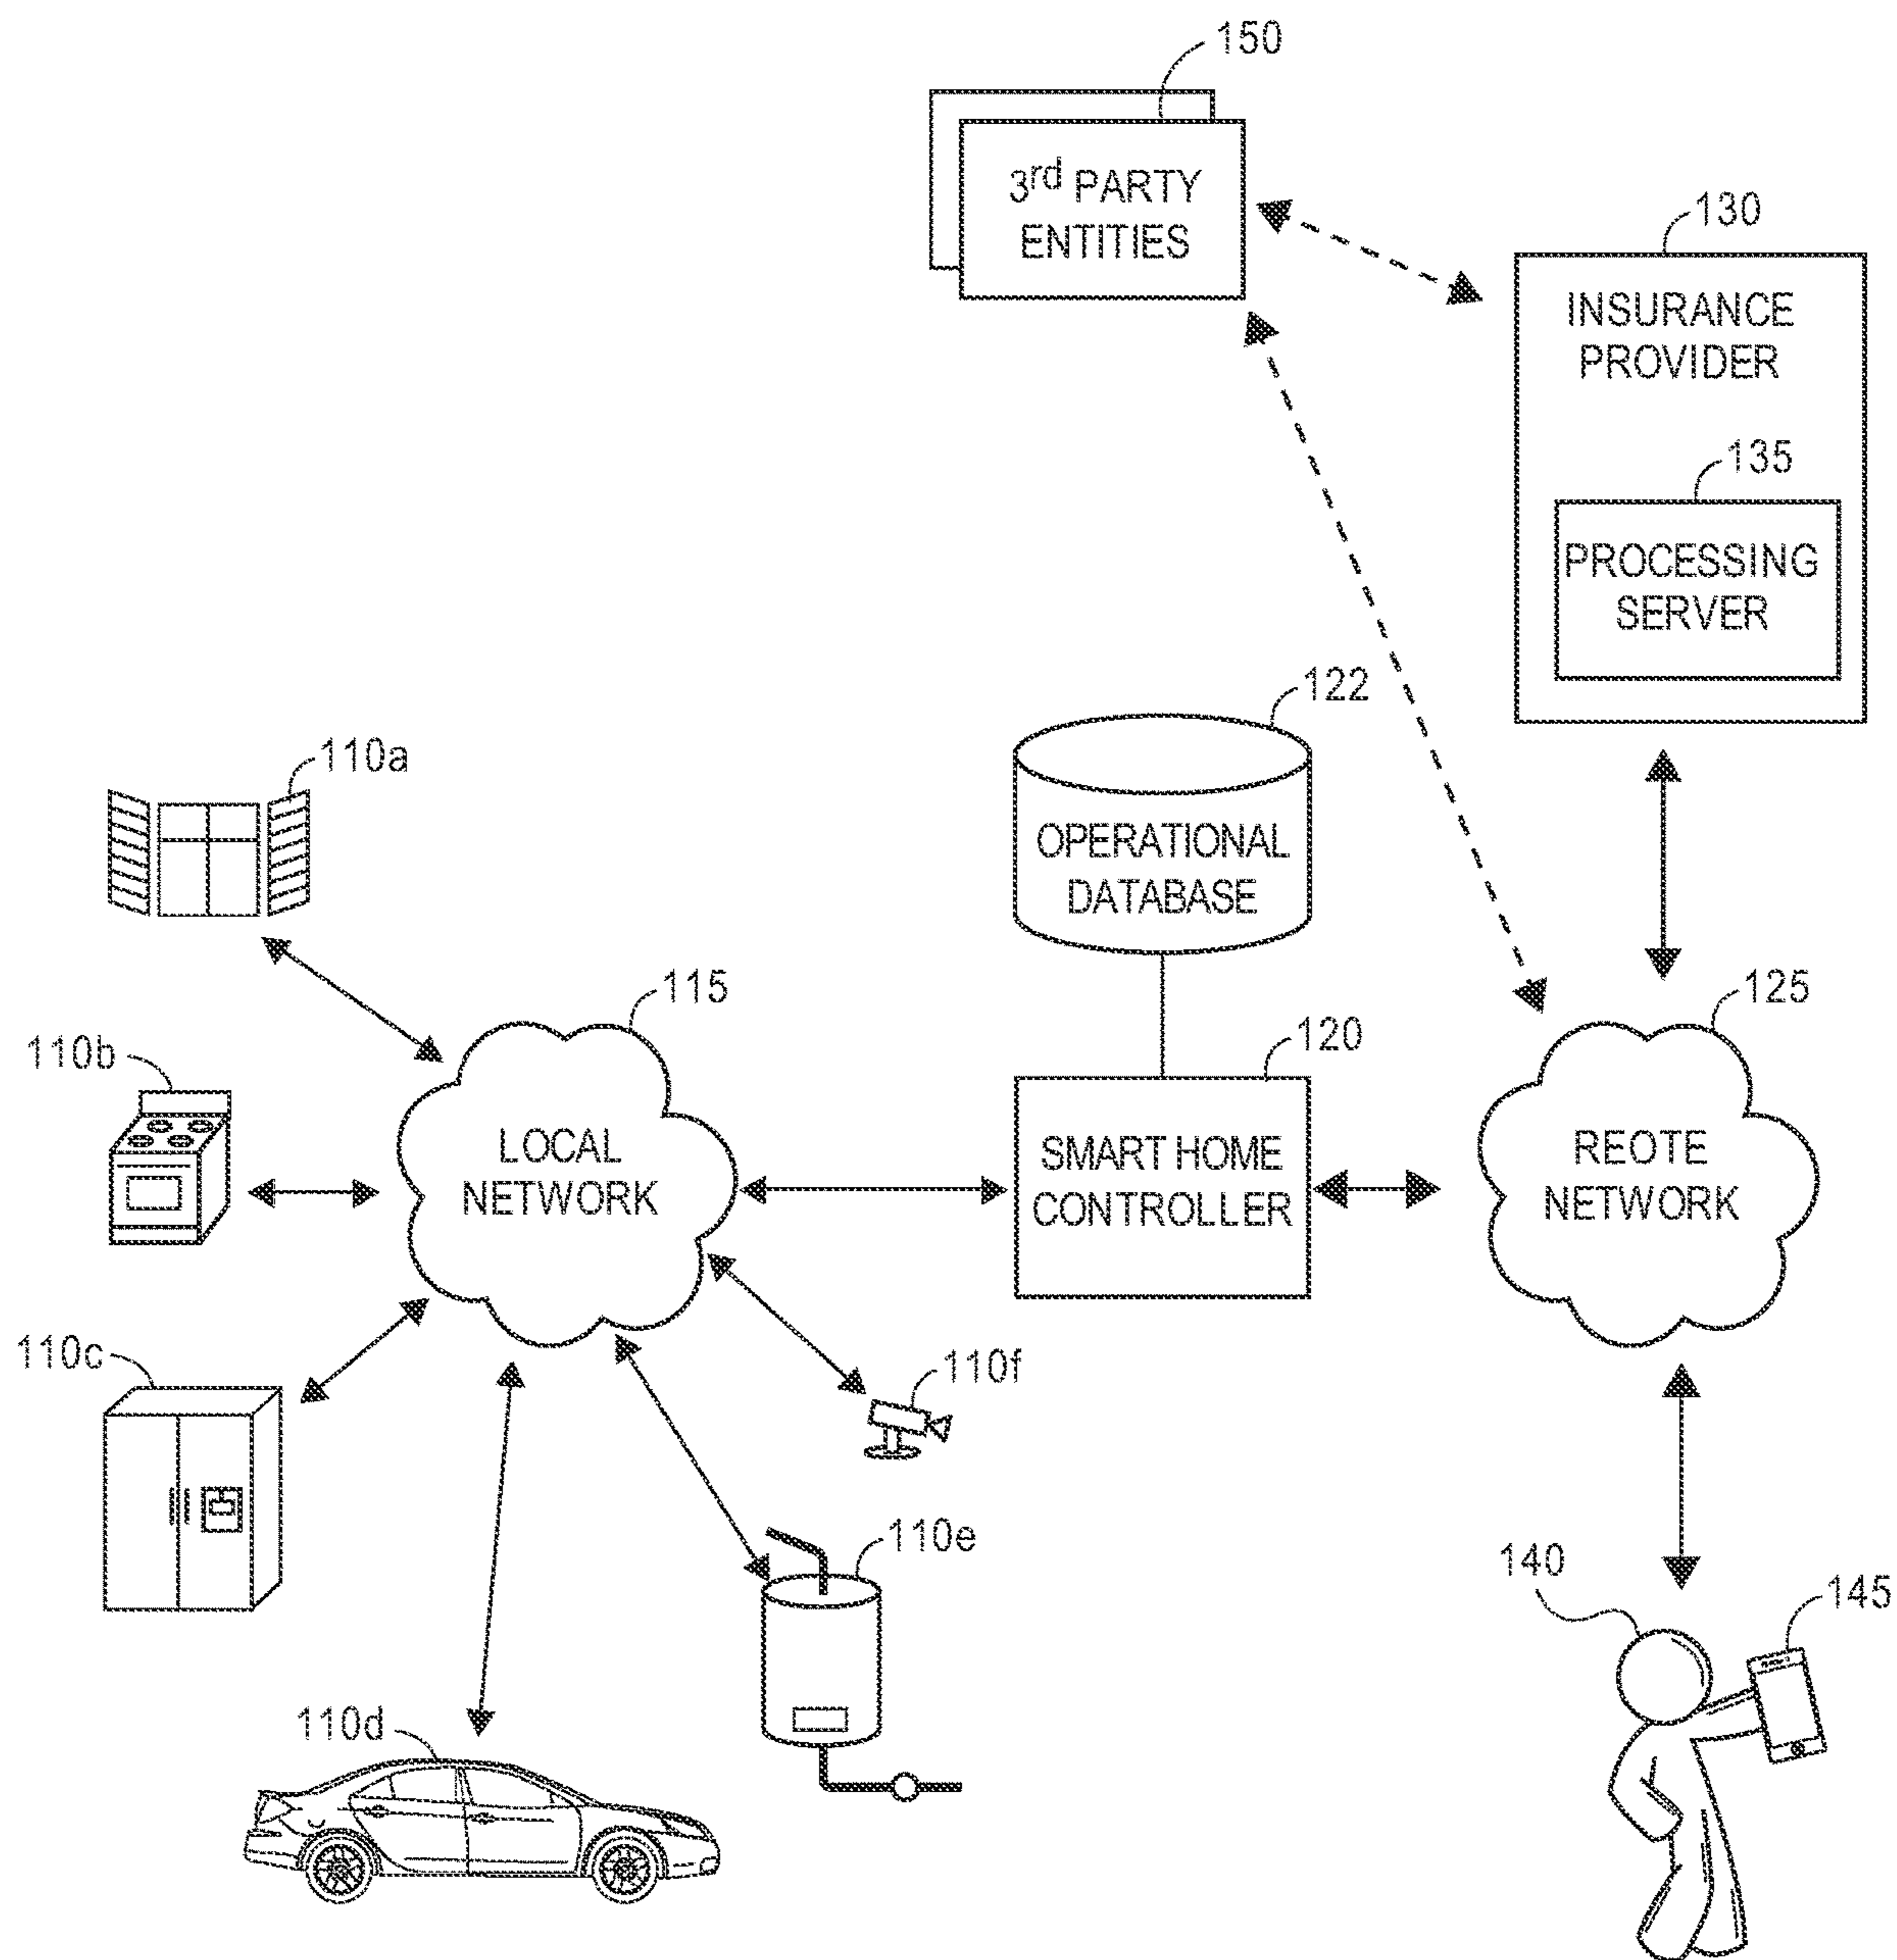 150
3rd PARTY
ENTITIES
130
INSURANCE
PROVIDER
135
PROCESSING
SERVER
122
OPERATIONAL
DATABASE
110a
115
125
110b
120
LOCAL
NETWORK
SMART HOME
CONTROLLER
REOTE
NETWORK
110c
110f
110e
140
145
110d